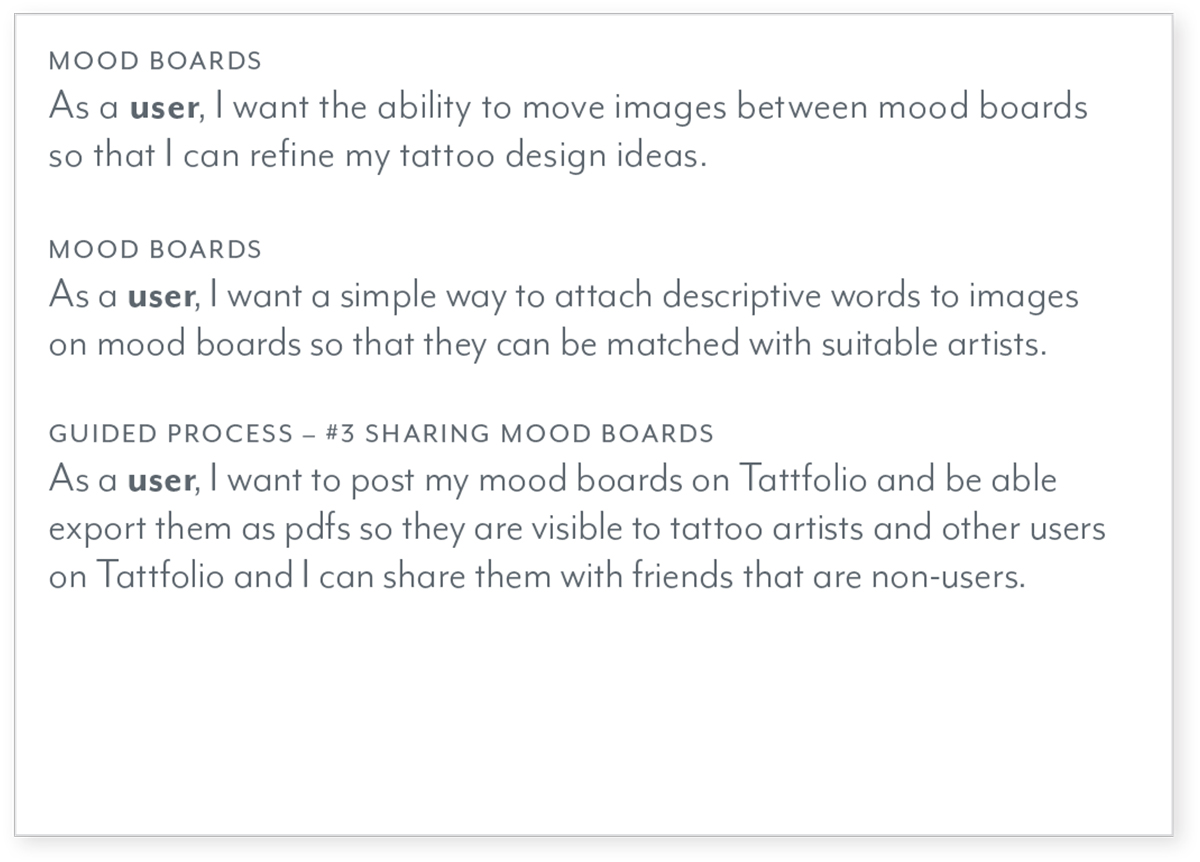 MOOD BOARDS
As a user, I want the ability to move images between mood boards
so that I can refine my tattoo design ideas.
MOOD BOARDS
As a user, I want a simple way to attach descriptive words to images
on mood boards so that they can be matched with suitable artists.
GUIDED PROCESS – #3 SHARING MOOD BOARDS
As a user, I want to post my mood boards on Tattfolio and be able
export them as pdfs so they are visible to tattoo artists and other users
on Tattfolio and I can share them with friends that are non-users.